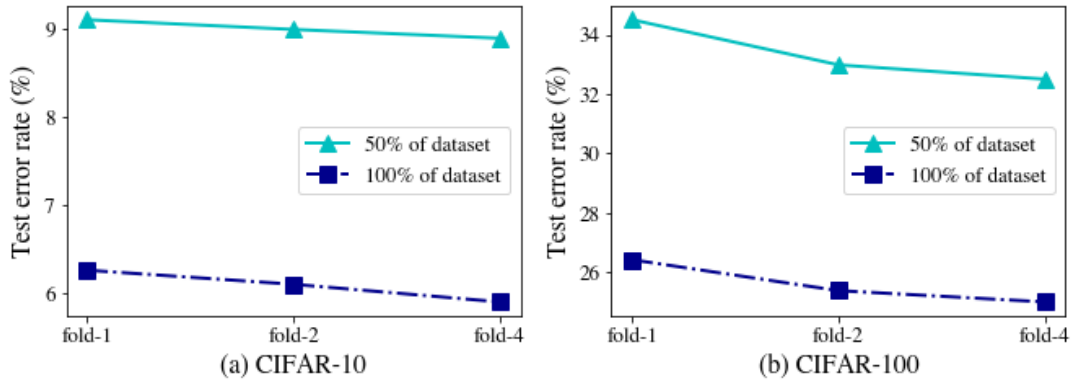 Test error rate (%)
9
8
7
6
50% of dataset
100% of dataset
fold-1
fold-2
fold-4
(a) CIFAR-10
Test error rate (%)
34
32
30
28
26
50% of dataset
100% of dataset
fold-1
fold-2
fold-4
(b) CIFAR-100